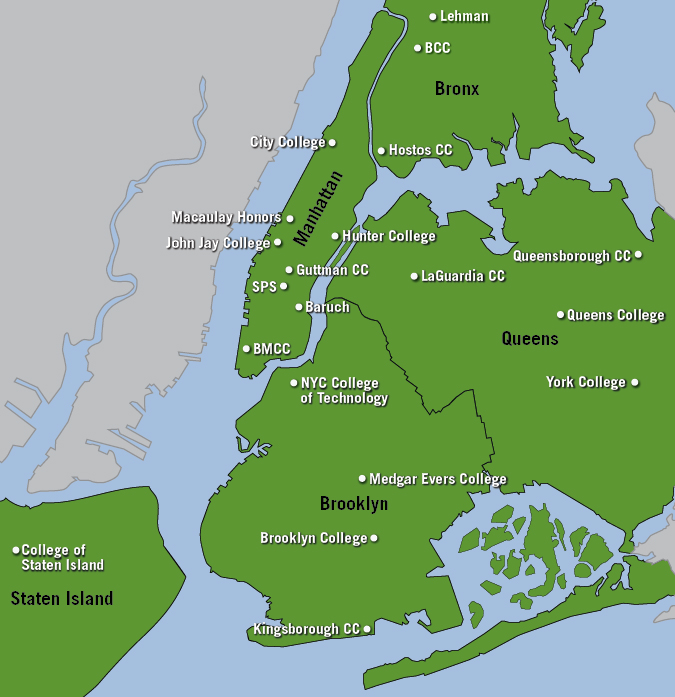 Lehman
BCC
Bronx
City College
Hostos CC
Manhattan
Macaulay Honors
John Jay College
Hunter College
Queensborough CC
Guttman CC
LaGuardia CC
SPS
Baruch
Queens College
Queens
BMCC
NYC College
of Technology
York College
Medgar Evers College
Brooklyn
Brooklyn College
College of
Staten Island
Staten Island
Kingsborough CC